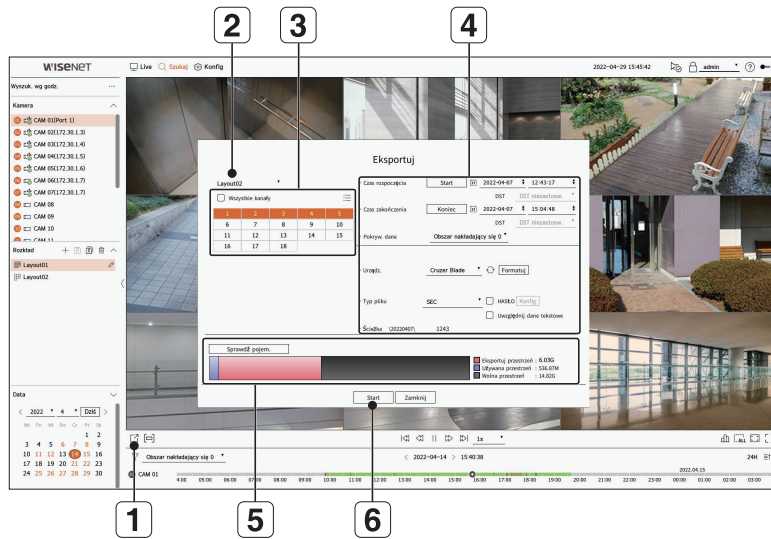 2
3
4
WISENET
Live
Szukaj
Konfig
2022-04-29 15:45:42
admin
Wyszuk. wg godz.
...
Kamera
CAM 01(Port 1)
CAM 02(172.30.1.3)
CAM 03(172.30.1.4)
CAM 04(172.30.1.5)
CAM 05(172.30.1.6)
CAM 06(172.30.1.7)
CAM 07(172.30.1.7)
CAM 08
CAM 09
CAM 10
CAM 11
Rozkład
Layout01
Layout02
Eksportuj
Layout02
Wszystkie kanały
1 2 3 4 5
6 7 8 9 10
11 12 13 14 15
16 17 18
Czas rozpoczęcia Start 2022-04-07 12:43:17
DST DST niezastosow.
Czas zakończenia Koniec 2022-04-07 15:04:48
DST DST niezastosow.
Pokryw. dane Obszar nakładający się 0
Urządz. Cruzer Blade Formatuj
Typ pliku SEC HASŁO Konfig
Uwzględnij dane tekstowe
Ścieżka \20220407\ 1243
Sprawdź pojem.
Eksportuj przestrzeń : 6.03G
Używana przestrzeń : 536.87M
Wolna przestrzeń : 14.82G
Start Zamknij
Data
< 2022 4 Dziś >
Nd Pn Wt Śro Cz Pt Sb
1 2
3 4 5 6 7 8 9
10 11 12 13 14 15 16
17 18 19 20 21 22 23
24 25 26 27 28 29 30
1x
ALL
Obszar nakładający się 0
< 2022-04-14 > 15:40:38
24H
CAM 01
2022.04.15
4:00 05:00 06:00 07:00 08:00 09:00 10:00 11:00 12:00 13:00 14:00 15:00 16:00 17:00 18:00 19:00 20:00 21:00 22:00 23:00 00:00 01:00 02:00 03:00
1
5
6